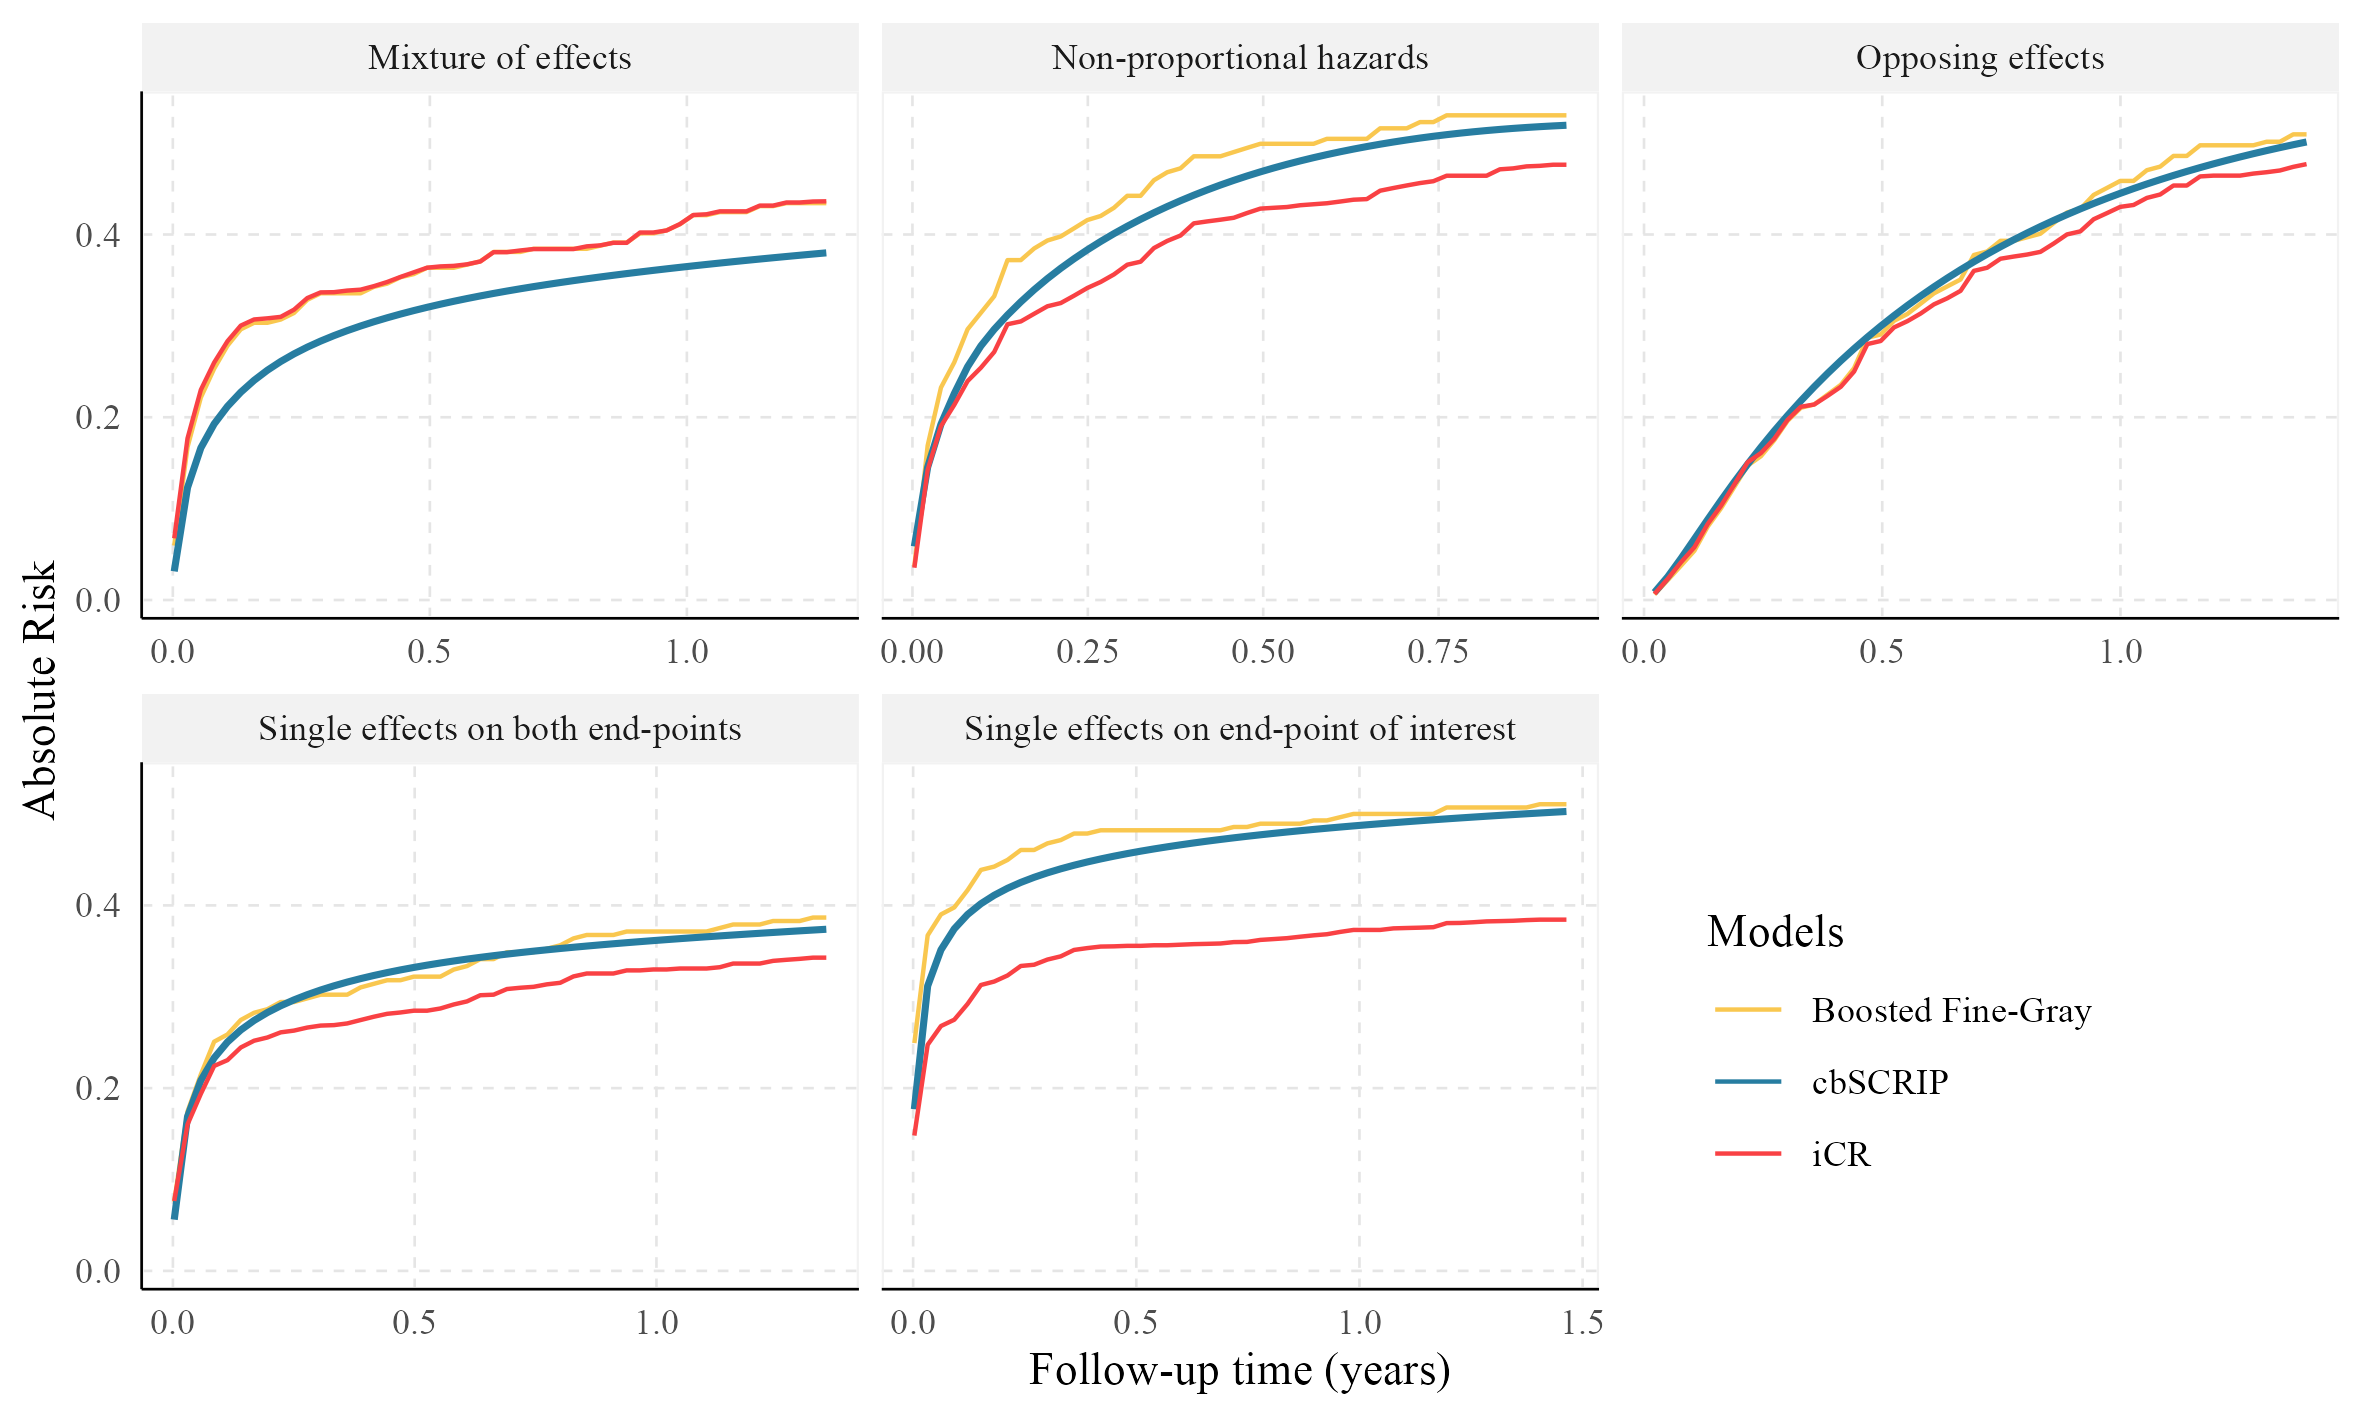 Mixture of effects
Non-proportional hazards
Opposing effects
0.4
0.2
0.0
0.0 0.5 1.0
0.00 0.25 0.50 0.75
0.0 0.5 1.0
Absolute Risk
Single effects on both end-points
Single effects on end-point of interest
0.4
0.2
0.0
0.0 0.5 1.0
0.0 0.5 1.0 1.5
Follow-up time (years)
Models
Boosted Fine-Gray
cbSCRIP
iCR